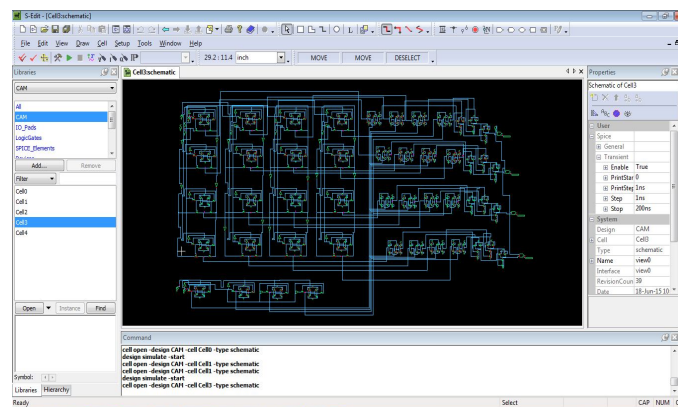 S-Edit - [Cell3:schematic]
File Edit View Draw Cell Setup Tools Window Help
29.2 : 11.4 inch MOVE MOVE DESELECT
Libraries
Cell3:schematic
Properties
CAM
Schematic of Cell3
All
CAM
IO_Pads
LogicGates
SPICE_Elements
Add... Remove
Filter
Cell0
Cell1
Cell2
Cell3
Cell4
Open Instance Find
Symbol:
Libraries Hierarchy
User
Spice
General
Transient
Enable True
PrintStar 0
PrintStep 1ns
Step 1ns
Stop 200ns
System
Design CAM
Cell Cell3
Type schematic
Name view0
Interface view0
RevisionCoun 39
Date 18-Jun-15 10:
Command
cell open -design CAM -cell Cell0 -type schematic
design simulate -start
cell open -design CAM -cell Cell1 -type schematic
cell open -design CAM -cell Cell1 -type schematic
design simulate -start
cell open -design CAM -cell Cell3 -type schematic
Ready Select CAP NUM